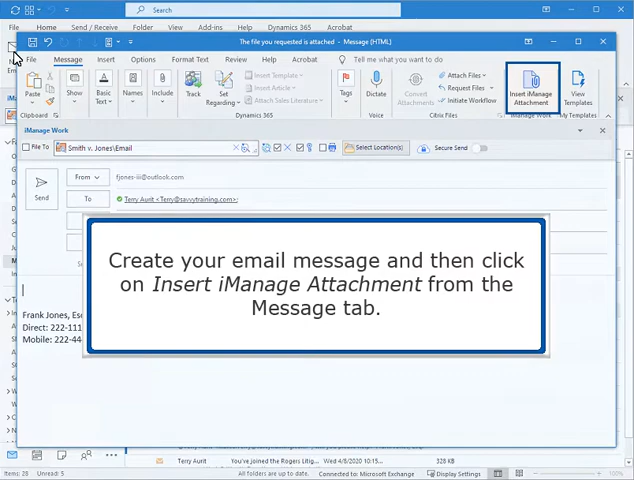 Search
File Home Send / Receive Folder View Add-ins Help Dynamics 365 Acrobat
The file you requested is attached - Message (HTML)
File Message Insert Options Format Text Review Help Acrobat Tell me what you want to do
Paste Show Basic Text Names Include Track Set Regarding Insert Template Insert Article Attach Sales Literature Tags Dictate Convert Attachments Attach Files Request Files Initiate Workflow Insert iManage Attachment View Templates
Clipboard Dynamics 365 Citrix Files My Templates
iManage Work
File To Smith v. Jones\Email Select Location(s) Secure Send
From fjones-iii@outlook.com
Send To Terry Aurit <Terry@savvytraining.com>;
Create your email message and then click
on Insert iManage Attachment from the
Message tab.
Frank Jones, Esq
Direct: 222-111
Mobile: 222-44
Terry Aurit You've joined the Rogers Litig... Wed 4/8/2020 10:15... 328 KB
Items: 28 Unread: 5 All folders are up to date. Connected to: Microsoft Exchange Display Settings 100%